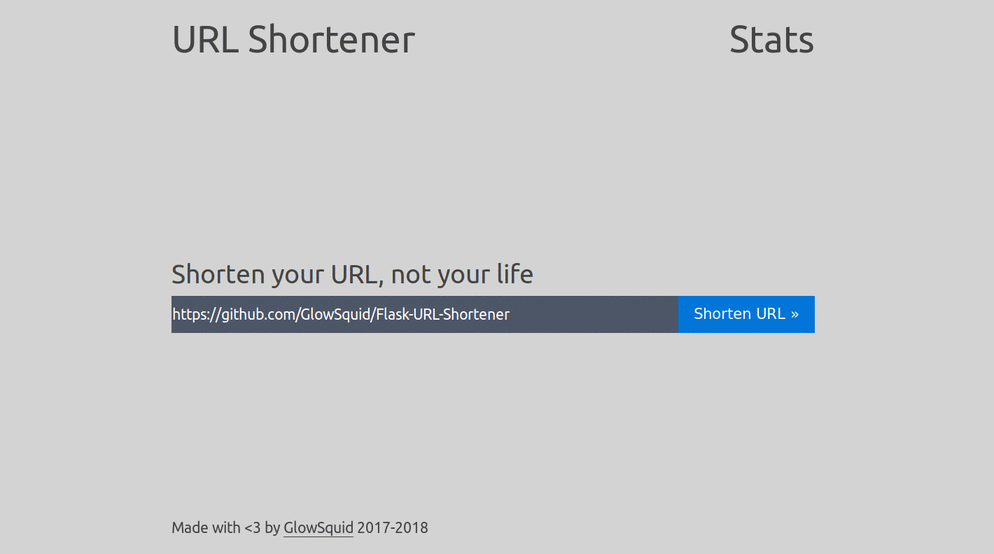 URL Shortener Stats
Shorten your URL, not your life
https://github.com/GlowSquid/Flask-URL-Shortener Shorten URL »
Made with <3 by GlowSquid 2017-2018